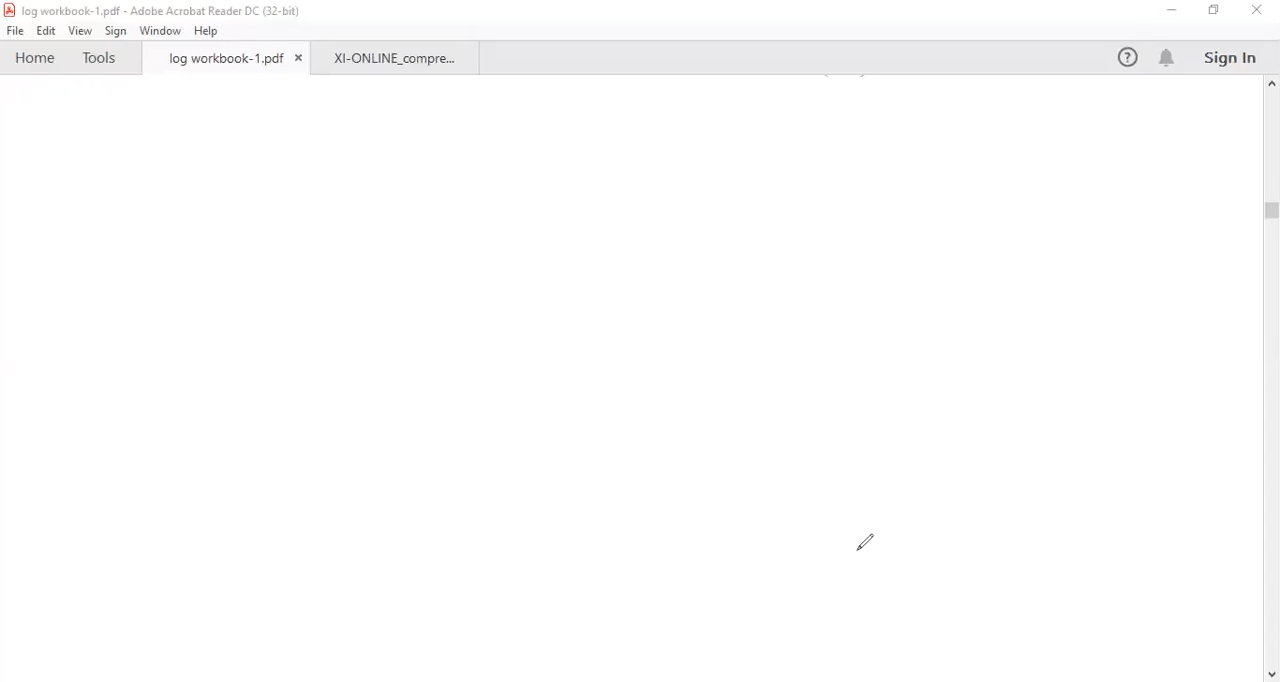 log workbook-1.pdf - Adobe Acrobat Reader DC (32-bit)
File Edit View Sign Window Help
Home Tools log workbook-1.pdf × XI-ONLINE_compre... ? Sign In